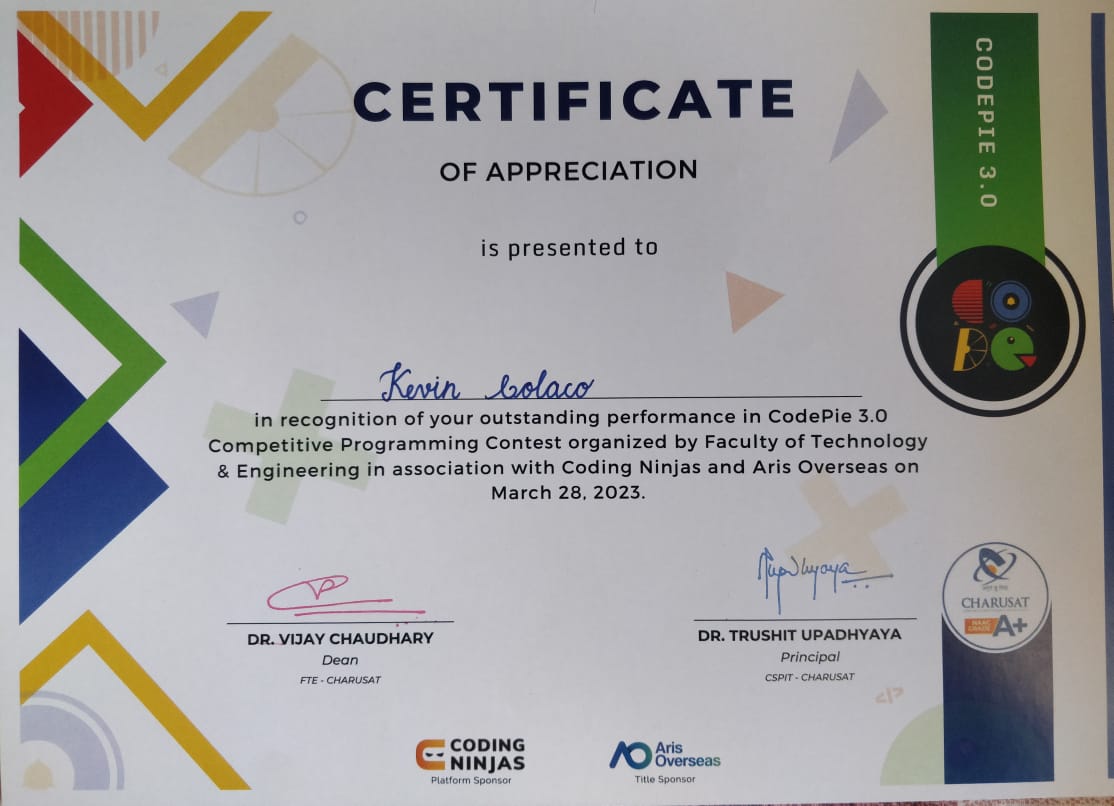 CERTIFICATE
OF APPRECIATION
is presented to
Kevin Colaco
in recognition of your outstanding performance in CodePie 3.0
Competitive Programming Contest organized by Faculty of Technology
& Engineering in association with Coding Ninjas and Aris Overseas on
March 28, 2023.
CODEPIE 3.0
CODE
DR. VIJAY CHAUDHARY
Dean
FTE - CHARUSAT
DR. TRUSHIT UPADHYAYA
Principal
CSPIT - CHARUSAT
CHARUSAT
NAAC
GRADE
A+
</>
CODING
NINJAS
Platform Sponsor
Aris
Overseas
Title Sponsor